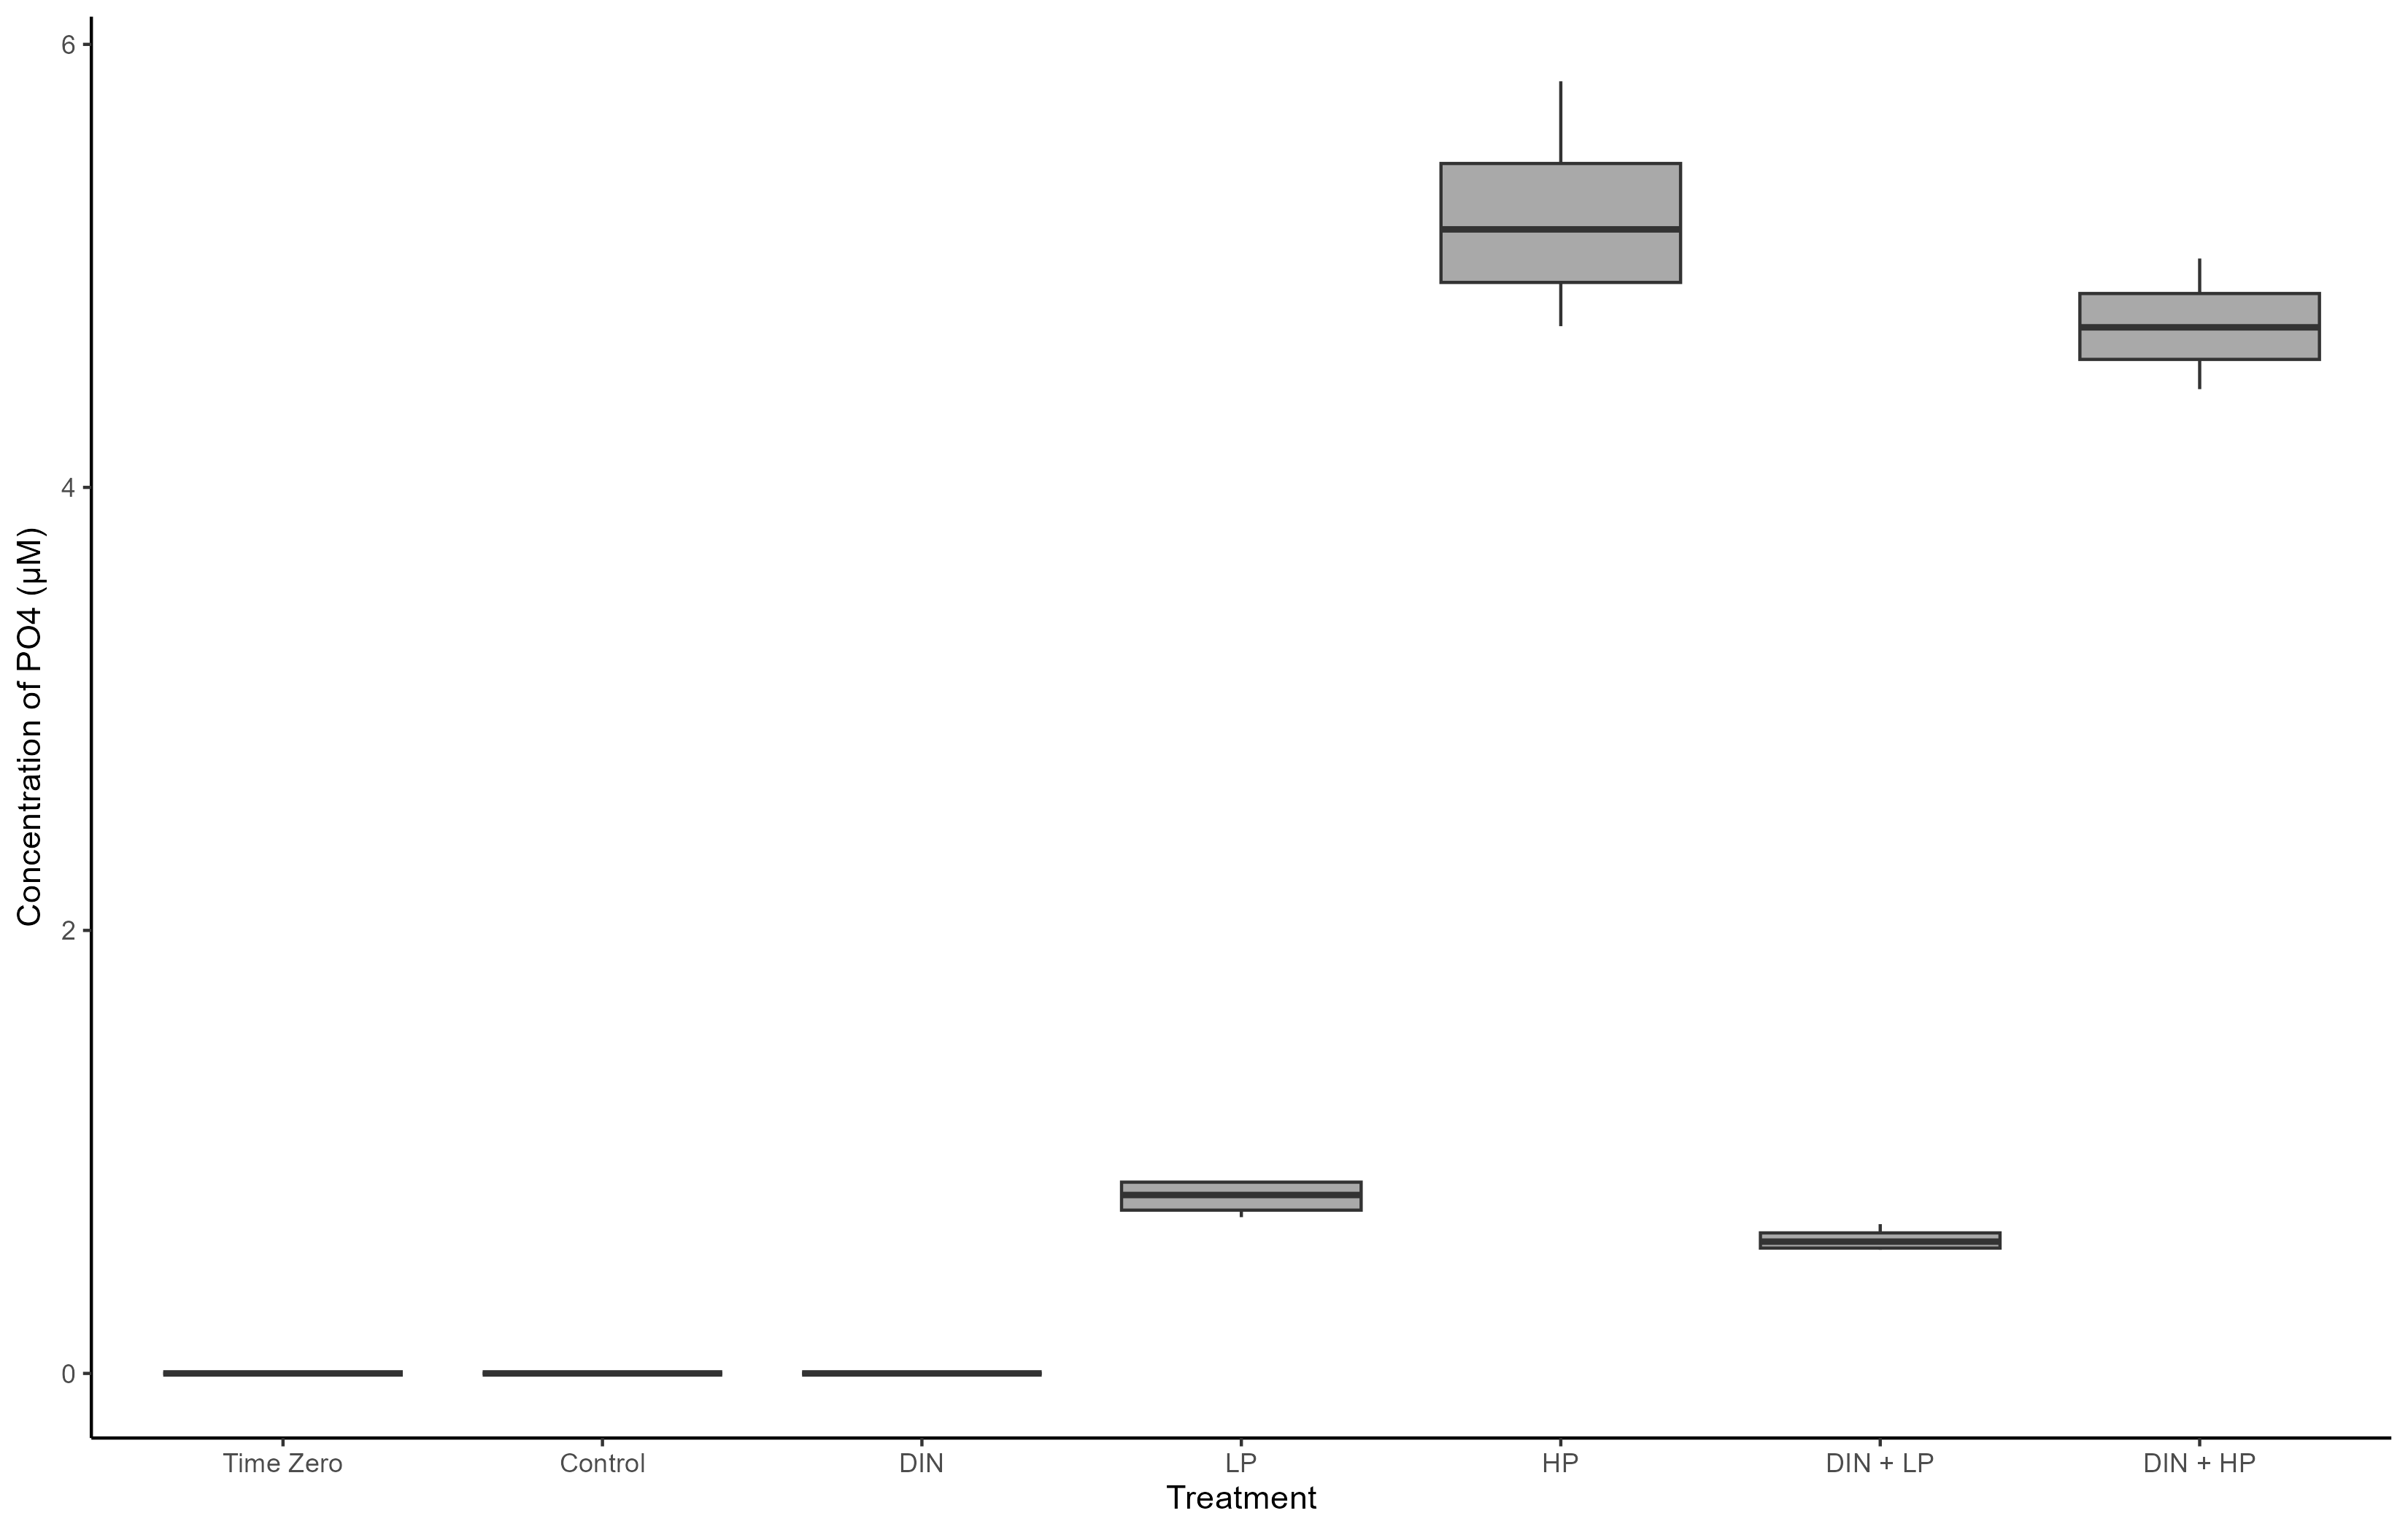 Concentration of PO4 (µM)
6
4
2
0
Time Zero Control DIN LP HP DIN + LP DIN + HP
Treatment